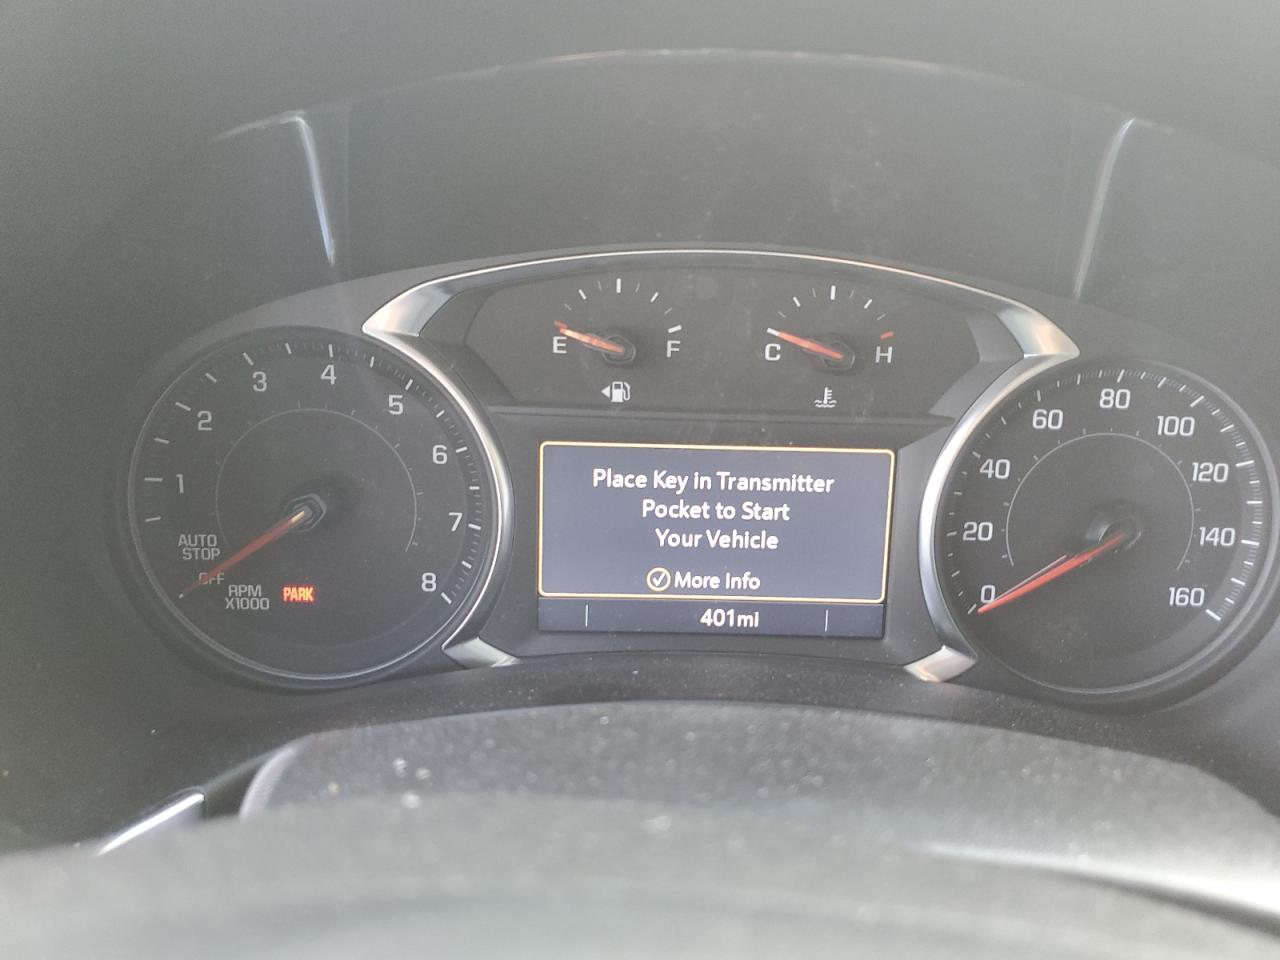 E F
C H
1
2
3
4
5
6
7
8
AUTO
STOP
OFF
RPM
X1000
PARK
Place Key in Transmitter
Pocket to Start
Your Vehicle
More Info
401mi
0
20
40
60
80
100
120
140
160